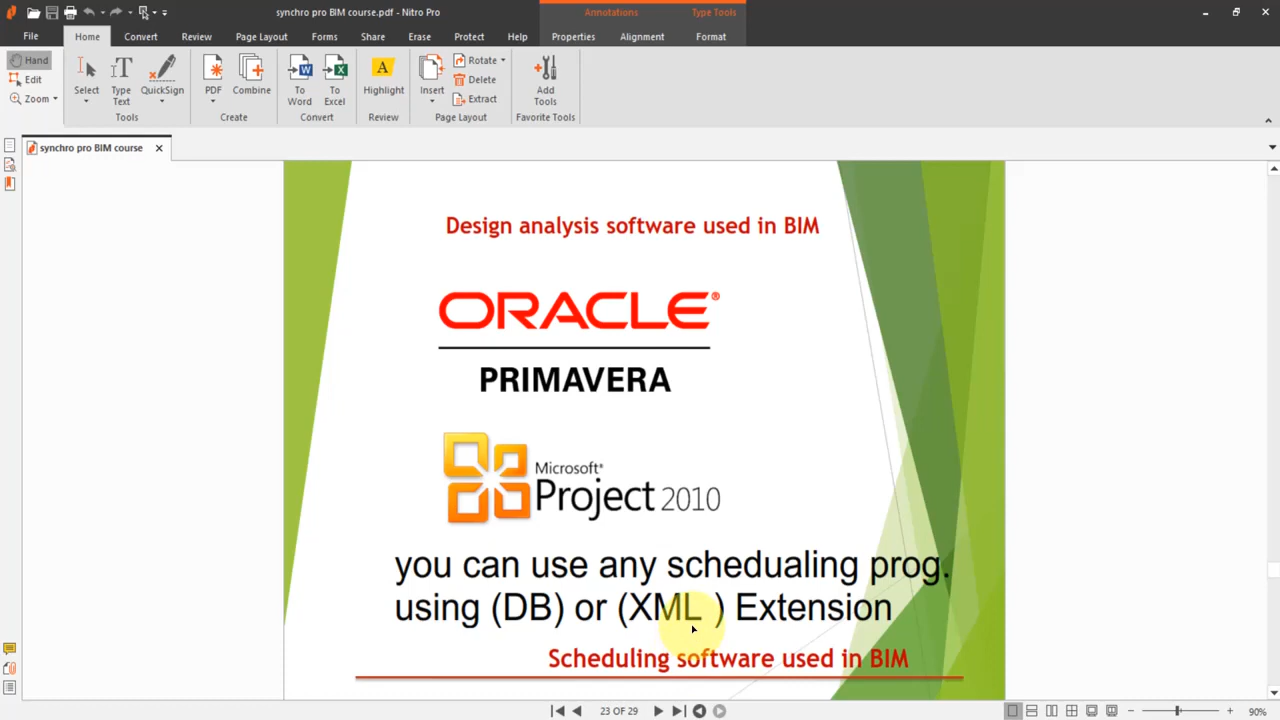 synchro pro BIM course.pdf - Nitro Pro
Annotations
Type Tools
File
Home
Convert
Review
Page Layout
Forms
Share
Erase
Protect
Help
Properties
Alignment
Format
Hand
Edit
Zoom
Select
Type Text
QuickSign
Tools
PDF
Combine
Create
To Word
To Excel
Convert
Highlight
Review
Insert
Rotate
Delete
Extract
Page Layout
Add Tools
Favorite Tools
synchro pro BIM course
Design analysis software used in BIM
ORACLE®
PRIMAVERA
Microsoft®
Project 2010
you can use any schedualing prog.
using (DB) or (XML ) Extension
Scheduling software used in BIM
23 OF 29
90%